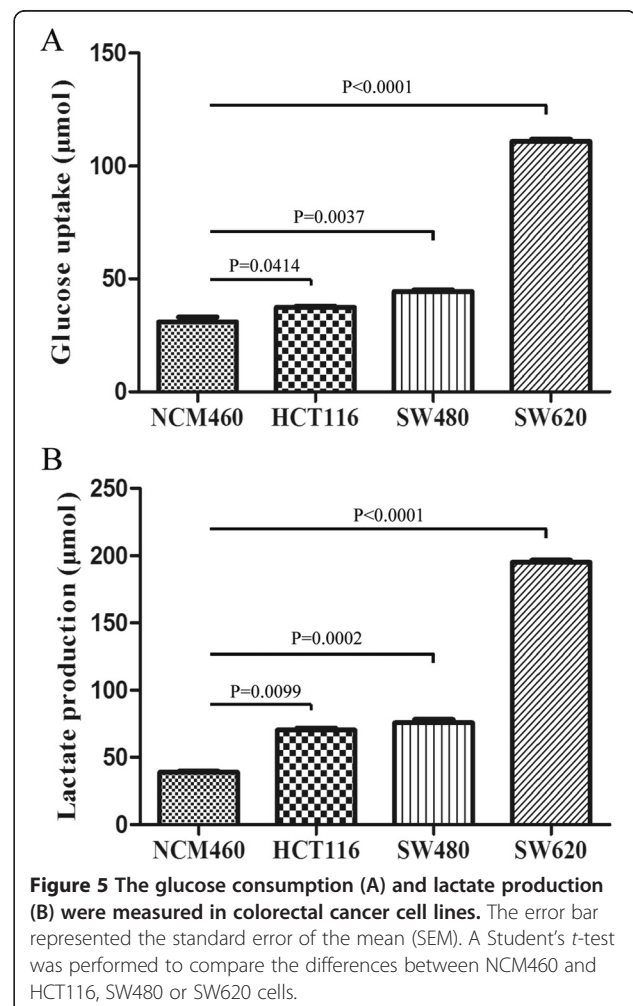 A
150
100
50
0
Glucose uptake (μmol)
P<0.0001
P=0.0037
P=0.0414
NCM460 HCT116 SW480 SW620
B
250
200
150
100
50
0
Lactate production (μmol)
P<0.0001
P=0.0002
P=0.0099
NCM460 HCT116 SW480 SW620
Figure 5 The glucose consumption (A) and lactate production
(B) were measured in colorectal cancer cell lines. The error bar
represented the standard error of the mean (SEM). A Student's t-test
was performed to compare the differences between NCM460 and
HCT116, SW480 or SW620 cells.